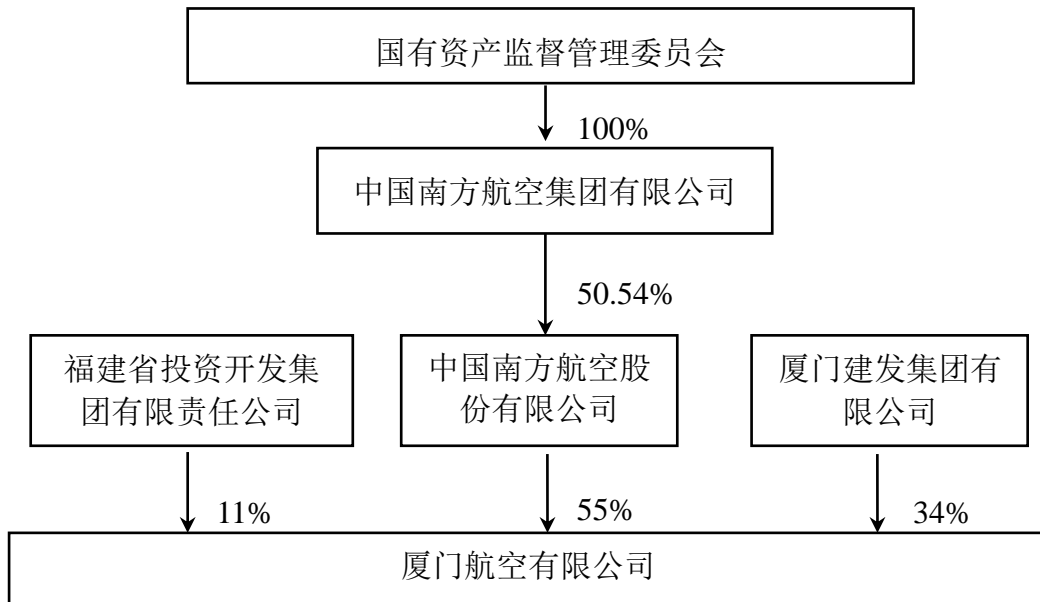 国有资产监督管理委员会
100%
中国南方航空集团有限公司
50.54%
福建省投资开发集
团有限责任公司
中国南方航空股
份有限公司
厦门建发集团有
限公司
11%
55%
34%
厦门航空有限公司